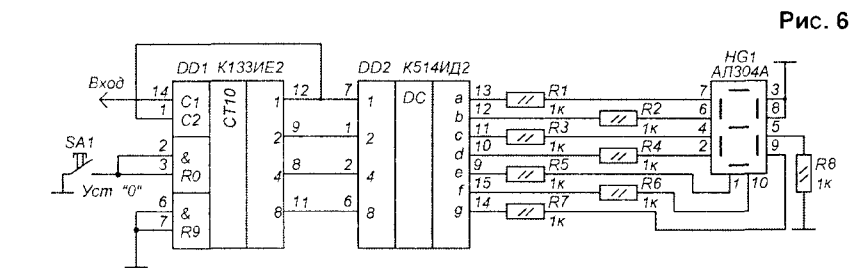 Рис. 6
HG1
АЛ304А
DD1 К133ИЕ2
DD2 К514ИД2
Вход
14 C1
1 C2
CT10
1 12
2 9
4 8
8 11
SA1
Уст "0"
2 &
3 R0
6 &
7 R9
DC
7 1
1 2
2 4
6 8
a 13 R1 1к 7
b 12 R2 1к 6
c 11 R3 1к 4
d 10 R4 1к 2
e 9 R5 1к 1
f 15 R6 1к 10
g 14 R7 1к
3
8
5
9
R8
1к